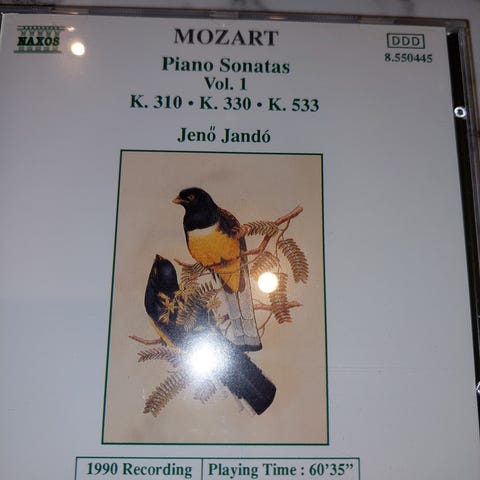 NAXOS
MOZART
DDD
8.550445
Piano Sonatas
Vol. 1
K. 310 • K. 330 • K. 533
Jenő Jandó
1990 Recording
Playing Time : 60'35"